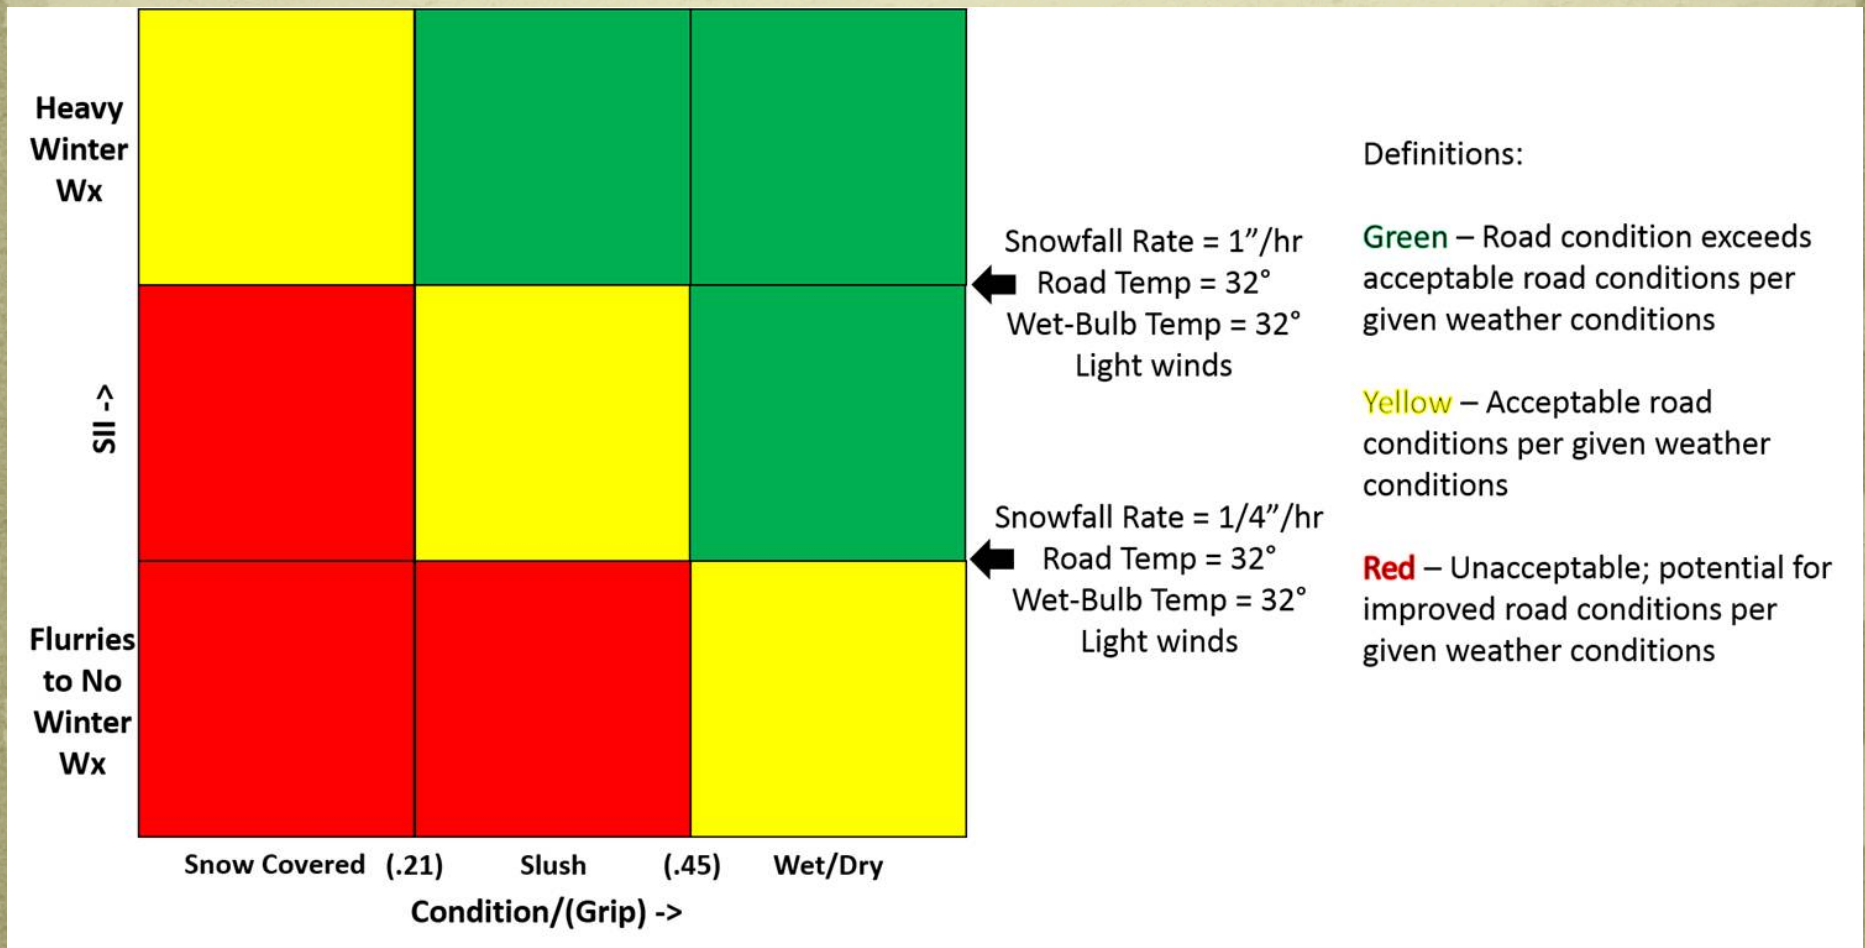 Heavy
Winter
Wx
SII ->
Flurries
to No
Winter
Wx
Snow Covered (.21) Slush (.45) Wet/Dry
Condition/(Grip) ->
Snowfall Rate = 1”/hr
Road Temp = 32°
Wet-Bulb Temp = 32°
Light winds
Snowfall Rate = 1/4”/hr
Road Temp = 32°
Wet-Bulb Temp = 32°
Light winds
Definitions:
Green – Road condition exceeds
acceptable road conditions per
given weather conditions
Yellow – Acceptable road
conditions per given weather
conditions
Red – Unacceptable; potential for
improved road conditions per
given weather conditions